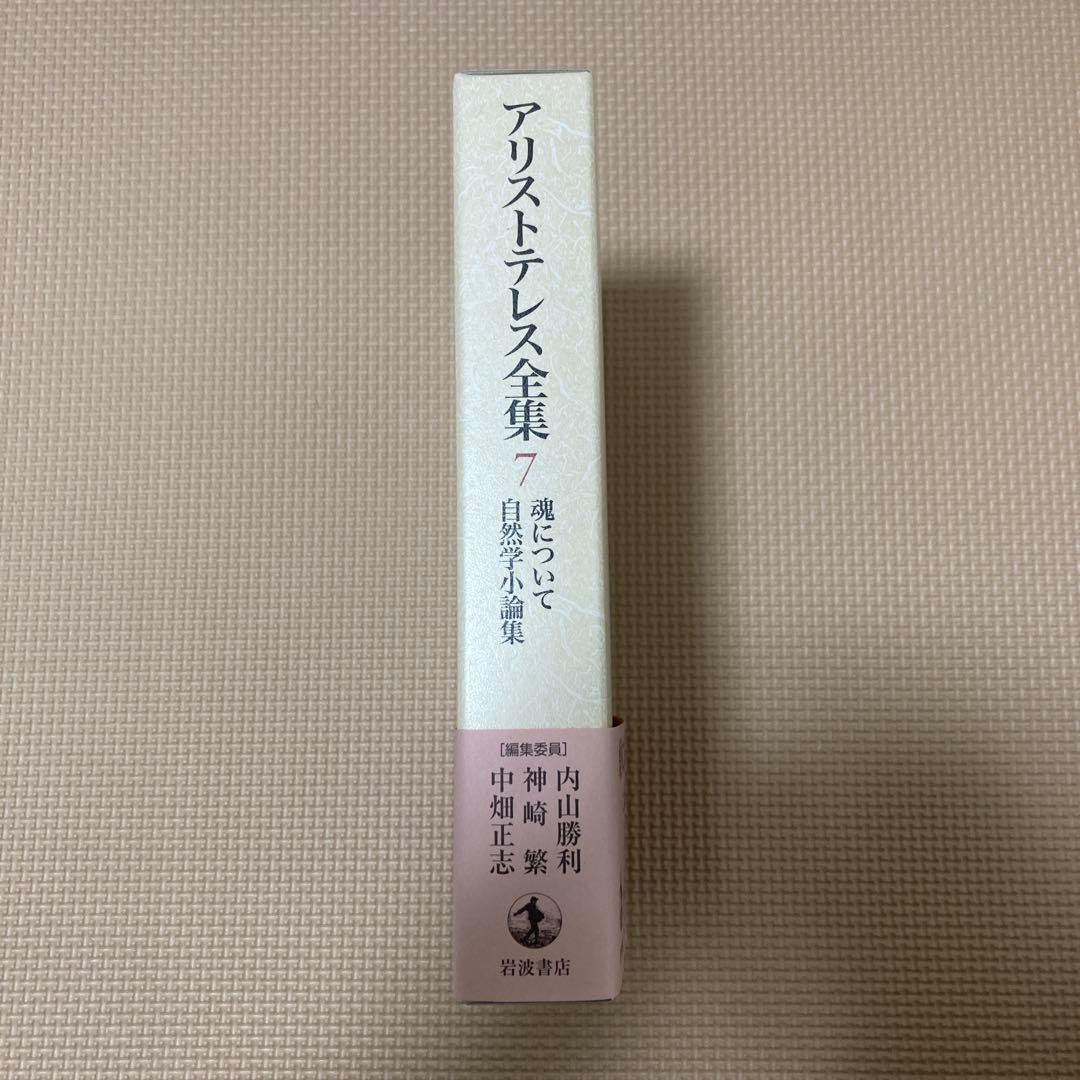 アリストテレス全集 7
魂について
自然学小論集
[編集委員]
内山勝利
神崎繁
中畑正志
岩波書店